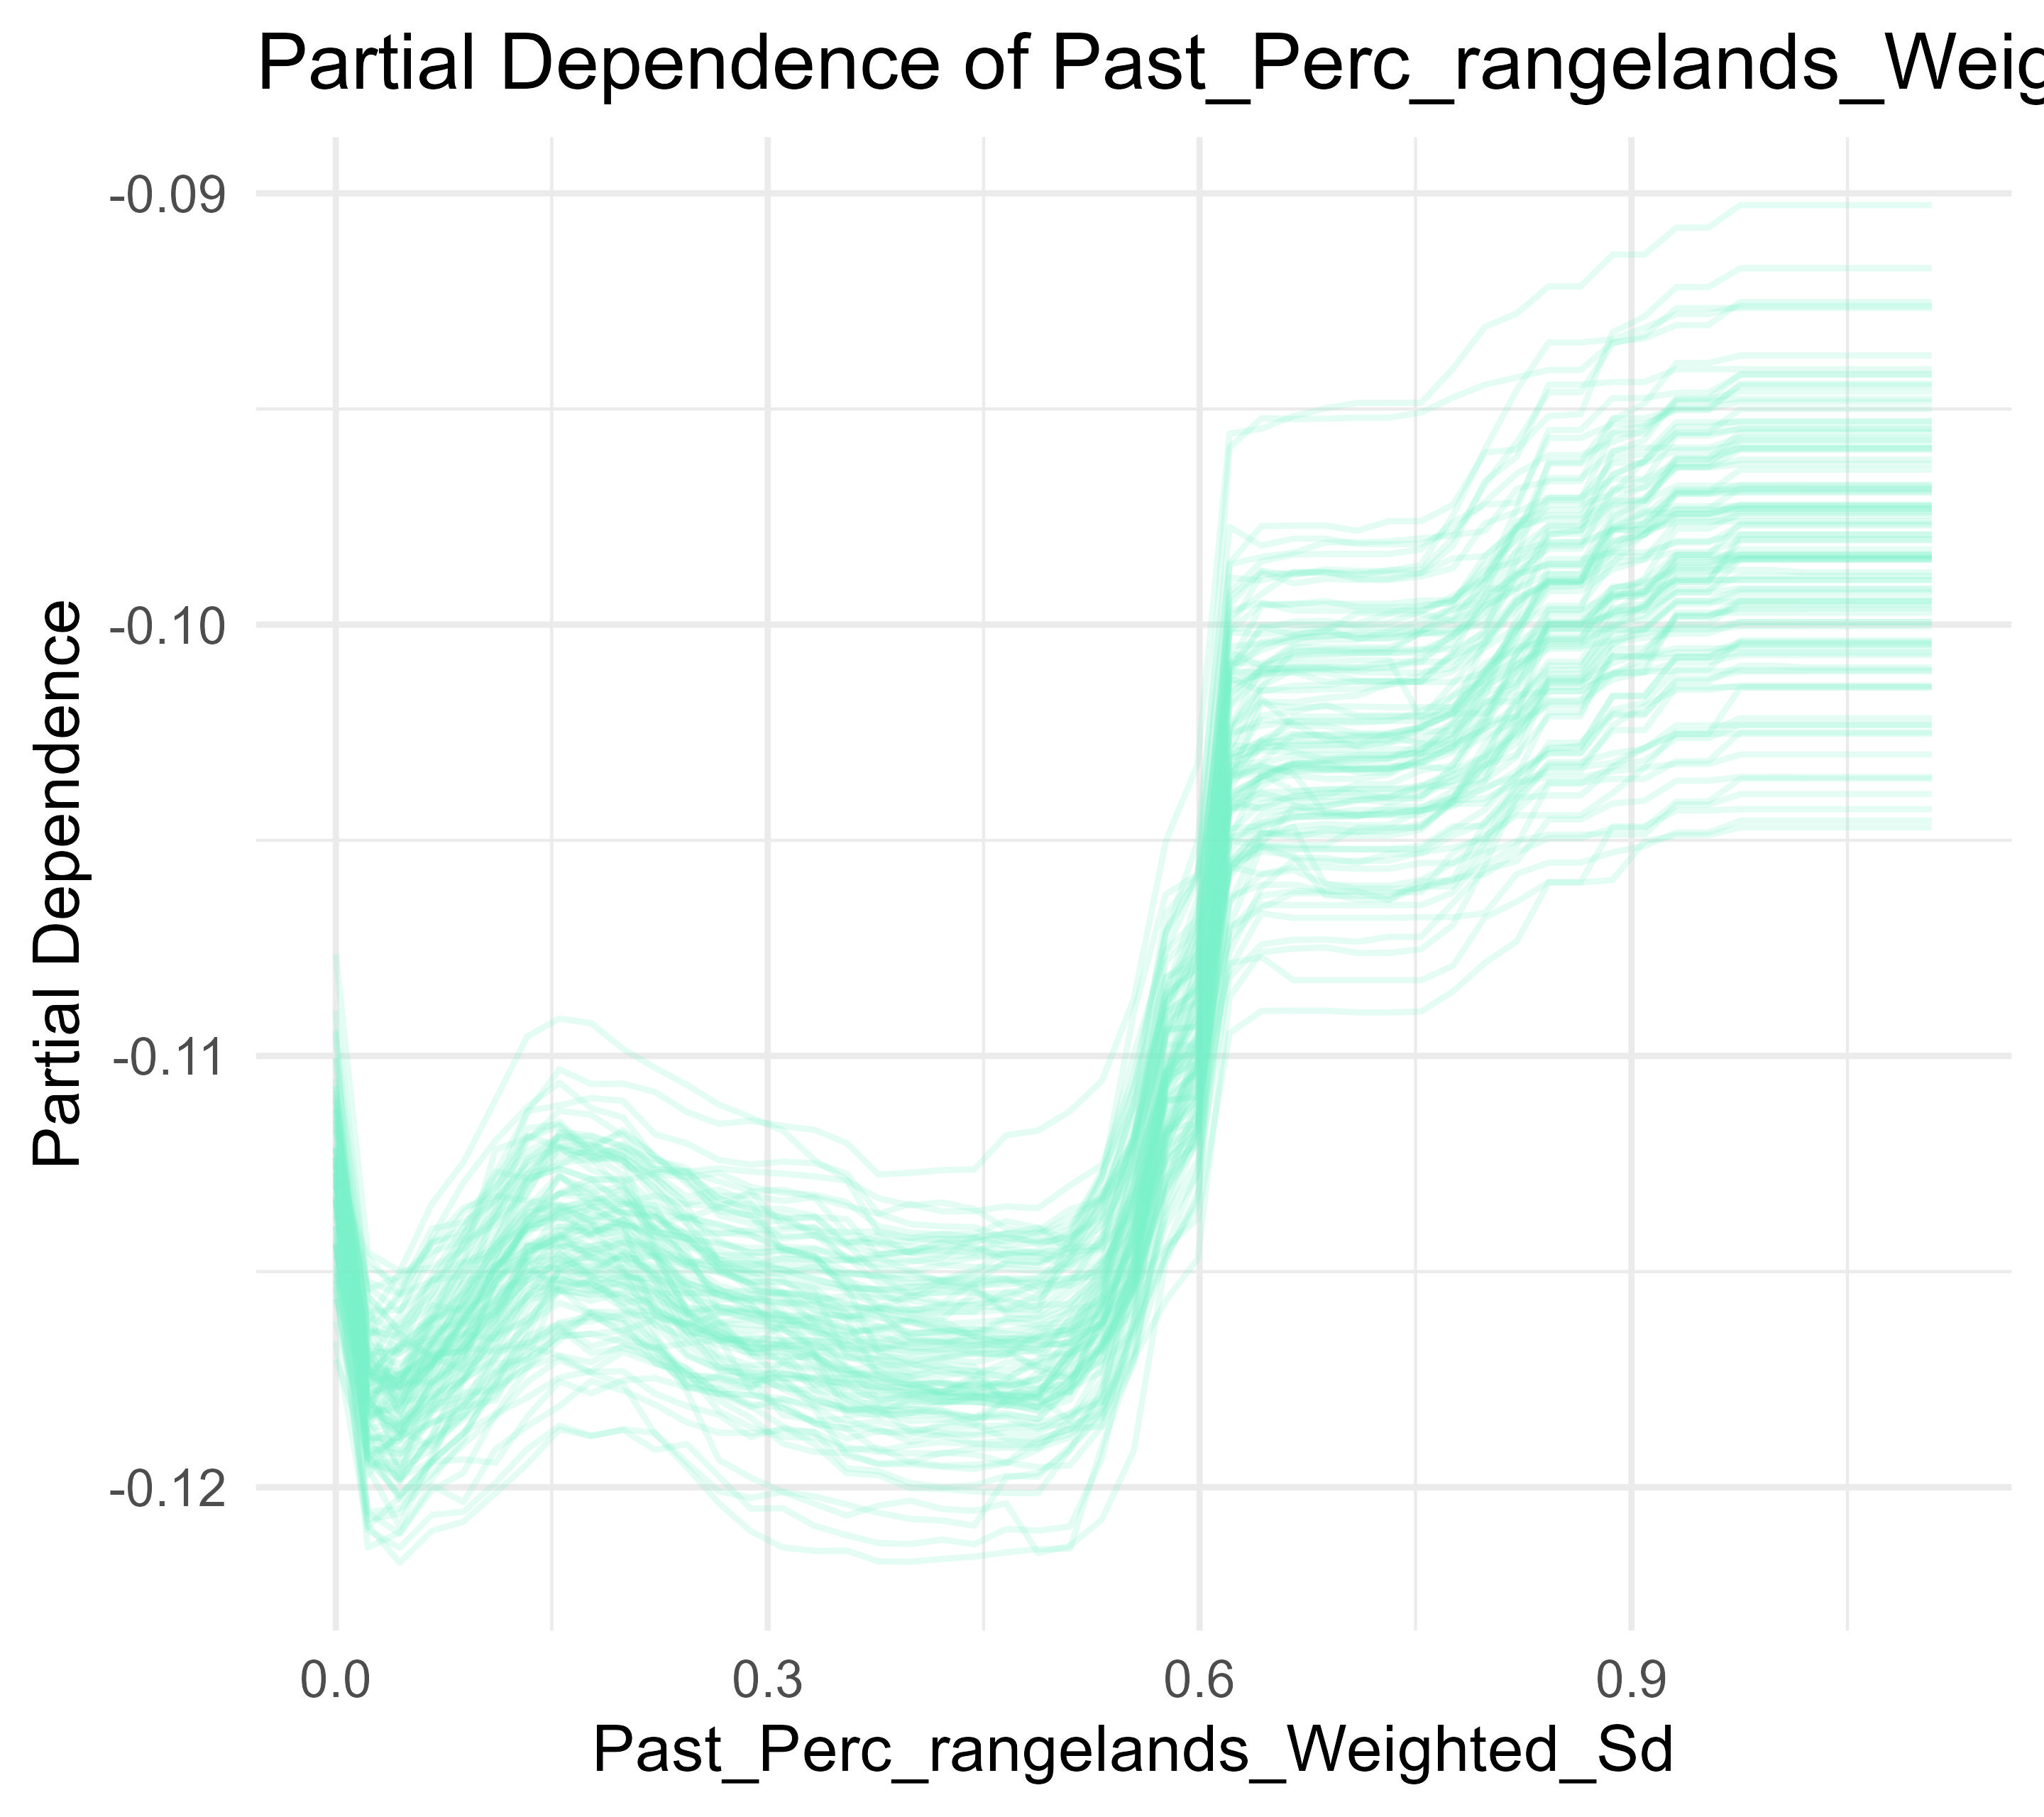 Partial Dependence of Past_Perc_rangelands_Weig
-0.09
-0.10
-0.11
-0.12
Partial Dependence
0.0 0.3 0.6 0.9
Past_Perc_rangelands_Weighted_Sd